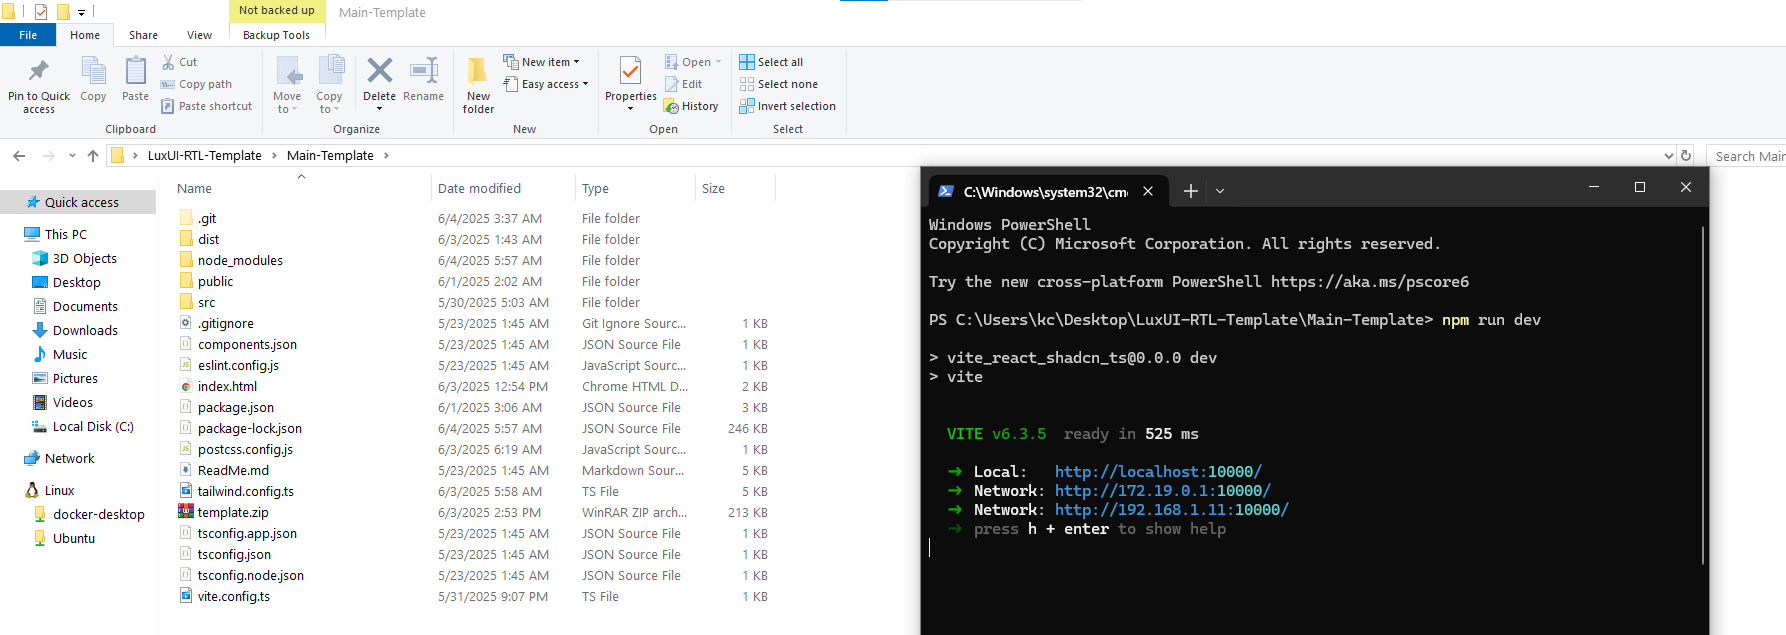 Not backed up
Main-Template
File
Home
Share
View
Backup Tools
Pin to Quick access
Copy
Paste
Cut
Copy path
Paste shortcut
Clipboard
Move to
Copy to
Delete
Rename
Organize
New folder
New item
Easy access
New
Properties
Open
Edit
History
Open
Select all
Select none
Invert selection
Select
LuxUI-RTL-Template > Main-Template >
Search Main
Quick access
This PC
3D Objects
Desktop
Documents
Downloads
Music
Pictures
Videos
Local Disk (C:)
Network
Linux
docker-desktop
Ubuntu
Name Date modified Type Size
.git 6/4/2025 3:37 AM File folder
dist 6/3/2025 1:43 AM File folder
node_modules 6/4/2025 5:57 AM File folder
public 6/1/2025 2:02 AM File folder
src 5/30/2025 5:03 AM File folder
.gitignore 5/23/2025 1:45 AM Git Ignore Sourc... 1 KB
components.json 5/23/2025 1:45 AM JSON Source File 1 KB
eslint.config.js 5/23/2025 1:45 AM JavaScript Sourc... 1 KB
index.html 6/3/2025 12:54 PM Chrome HTML D... 2 KB
package.json 6/1/2025 3:06 AM JSON Source File 3 KB
package-lock.json 6/4/2025 5:57 AM JSON Source File 246 KB
postcss.config.js 6/3/2025 6:19 AM JavaScript Sourc... 1 KB
ReadMe.md 5/23/2025 1:45 AM Markdown Sour... 5 KB
tailwind.config.ts 6/3/2025 5:58 AM TS File 5 KB
template.zip 6/3/2025 2:53 PM WinRAR ZIP arch... 213 KB
tsconfig.app.json 5/23/2025 1:45 AM JSON Source File 1 KB
tsconfig.json 5/23/2025 1:45 AM JSON Source File 1 KB
tsconfig.node.json 5/23/2025 1:45 AM JSON Source File 1 KB
vite.config.ts 5/31/2025 9:07 PM TS File 1 KB
C:\Windows\system32\cm
Windows PowerShell
Copyright (C) Microsoft Corporation. All rights reserved.
Try the new cross-platform PowerShell https://aka.ms/pscore6
PS C:\Users\kc\Desktop\LuxUI-RTL-Template\Main-Template> npm run dev
> vite_react_shadcn_ts@0.0.0 dev
> vite
VITE v6.3.5 ready in 525 ms
➜ Local: http://localhost:10000/
➜ Network: http://172.19.0.1:10000/
➜ Network: http://192.168.1.11:10000/
➜ press h + enter to show help